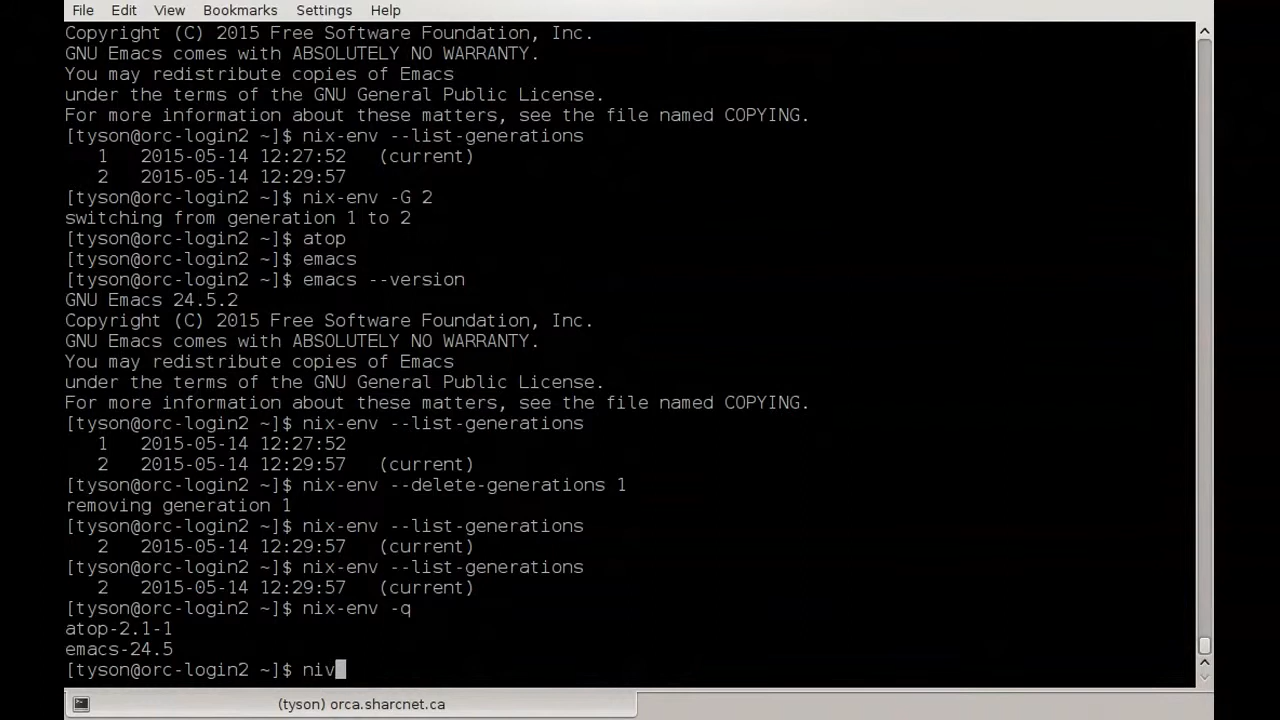 File Edit View Bookmarks Settings Help
Copyright (C) 2015 Free Software Foundation, Inc.
GNU Emacs comes with ABSOLUTELY NO WARRANTY.
You may redistribute copies of Emacs
under the terms of the GNU General Public License.
For more information about these matters, see the file named COPYING.
[tyson@orc-login2 ~]$ nix-env --list-generations
1 2015-05-14 12:27:52 (current)
2 2015-05-14 12:29:57
[tyson@orc-login2 ~]$ nix-env -G 2
switching from generation 1 to 2
[tyson@orc-login2 ~]$ atop
[tyson@orc-login2 ~]$ emacs
[tyson@orc-login2 ~]$ emacs --version
GNU Emacs 24.5.2
Copyright (C) 2015 Free Software Foundation, Inc.
GNU Emacs comes with ABSOLUTELY NO WARRANTY.
You may redistribute copies of Emacs
under the terms of the GNU General Public License.
For more information about these matters, see the file named COPYING.
[tyson@orc-login2 ~]$ nix-env --list-generations
1 2015-05-14 12:27:52
2 2015-05-14 12:29:57 (current)
[tyson@orc-login2 ~]$ nix-env --delete-generations 1
removing generation 1
[tyson@orc-login2 ~]$ nix-env --list-generations
2 2015-05-14 12:29:57 (current)
[tyson@orc-login2 ~]$ nix-env --list-generations
2 2015-05-14 12:29:57 (current)
[tyson@orc-login2 ~]$ nix-env -q
atop-2.1-1
emacs-24.5
[tyson@orc-login2 ~]$ niv
(tyson) orca.sharcnet.ca